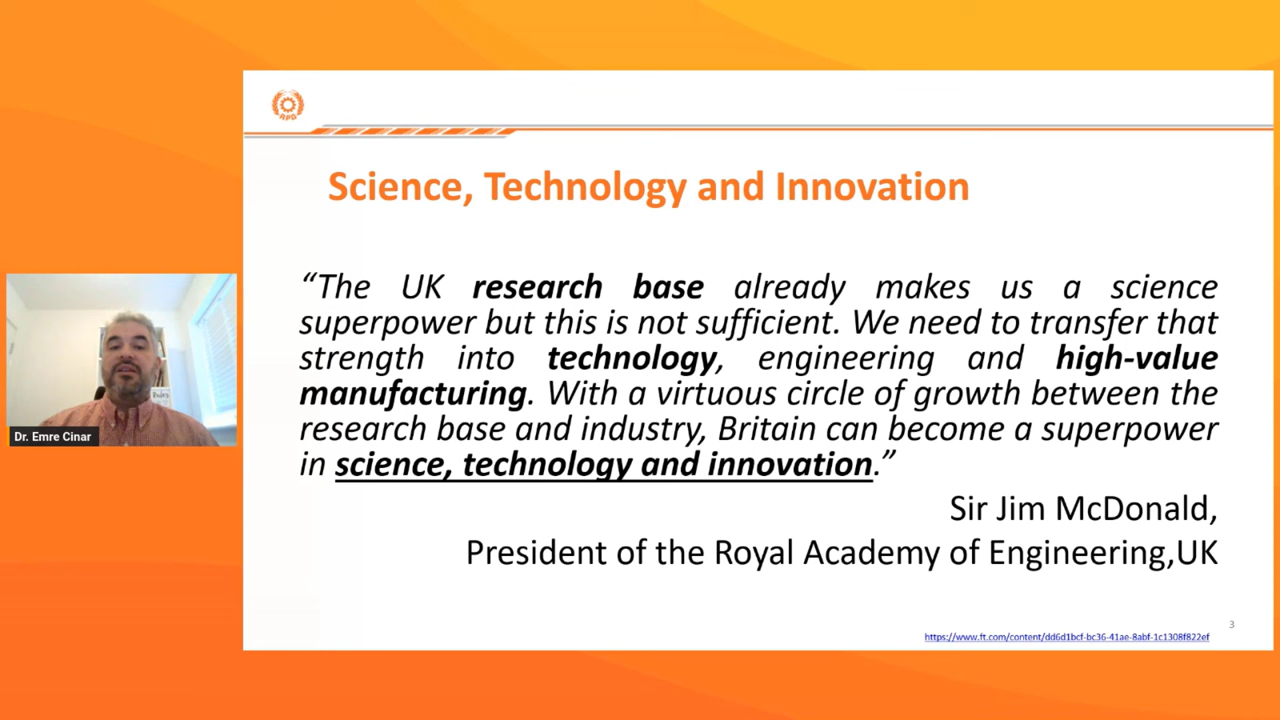 APO
Science, Technology and Innovation
“The UK research base already makes us a science
superpower but this is not sufficient. We need to transfer that
strength into technology, engineering and high-value
manufacturing. With a virtuous circle of growth between the
research base and industry, Britain can become a superpower
in science, technology and innovation.”
Sir Jim McDonald,
President of the Royal Academy of Engineering,UK
Dr. Emre Cinar
3
https://www.ft.com/content/dd6d1bcf-bc36-41ae-8abf-1c1308f822ef